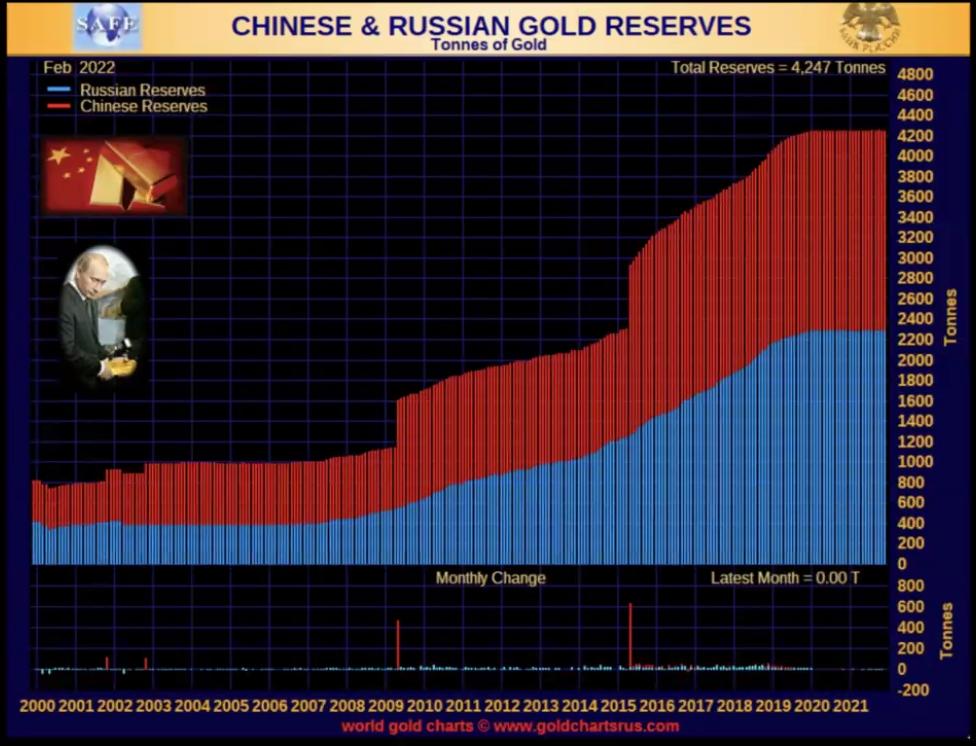 SAFE
CHINESE & RUSSIAN GOLD RESERVES
Tonnes of Gold
Feb 2022
Total Reserves = 4,247 Tonnes
Russian Reserves
Chinese Reserves
4800
4600
4400
4200
4000
3800
3600
3400
3200
3000
2800
2600
2400
2200
2000
1800
1600
1400
1200
1000
800
600
400
200
0
Tonnes
Monthly Change
Latest Month = 0.00 T
800
600
400
200
0
-200
Tonnes
2000 2001 2002 2003 2004 2005 2006 2007 2008 2009 2010 2011 2012 2013 2014 2015 2016 2017 2018 2019 2020 2021
world gold charts © www.goldchartsrus.com